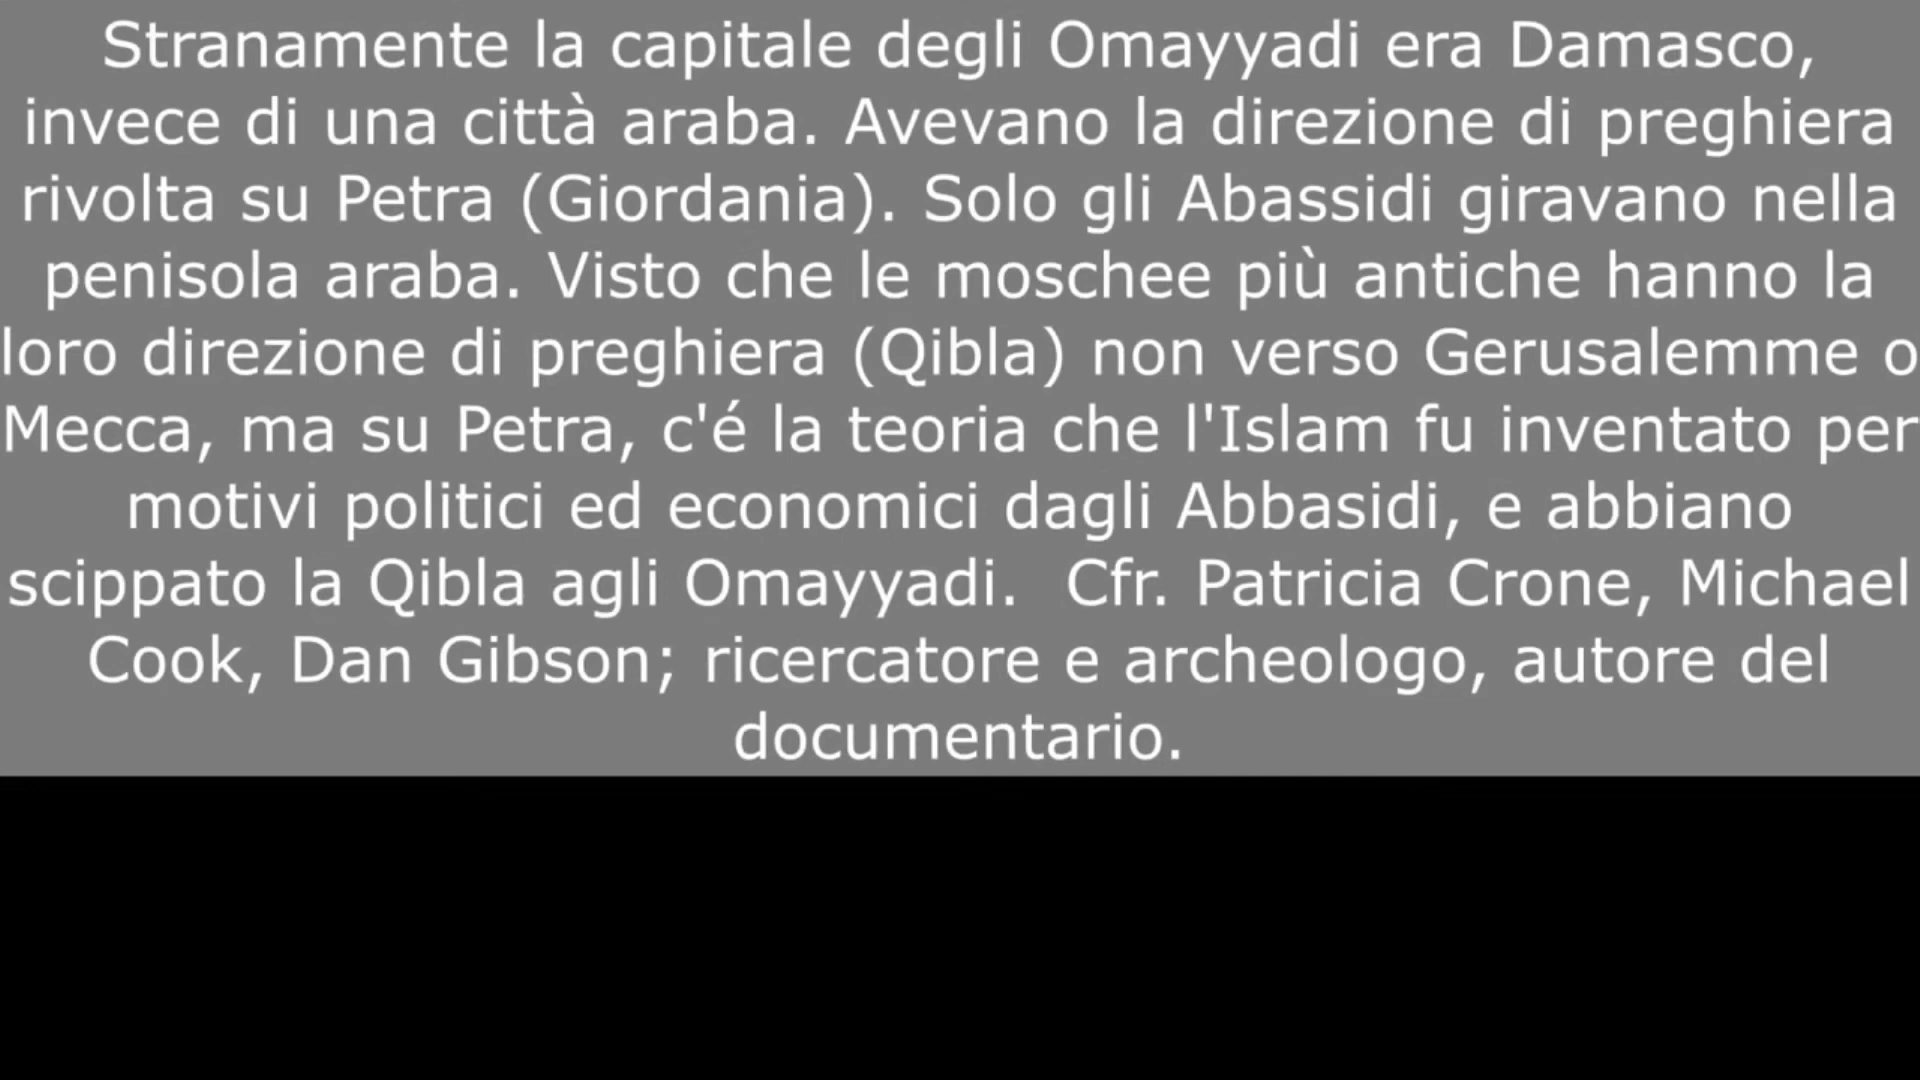 Stranamente la capitale degli Omayyadi era Damasco,
invece di una città araba. Avevano la direzione di preghiera
rivolta su Petra (Giordania). Solo gli Abassidi giravano nella
penisola araba. Visto che le moschee più antiche hanno la
loro direzione di preghiera (Qibla) non verso Gerusalemme o
Mecca, ma su Petra, c'é la teoria che l'Islam fu inventato per
motivi politici ed economici dagli Abbasidi, e abbiano
scippato la Qibla agli Omayyadi.  Cfr. Patricia Crone, Michael
Cook, Dan Gibson; ricercatore e archeologo, autore del
documentario.